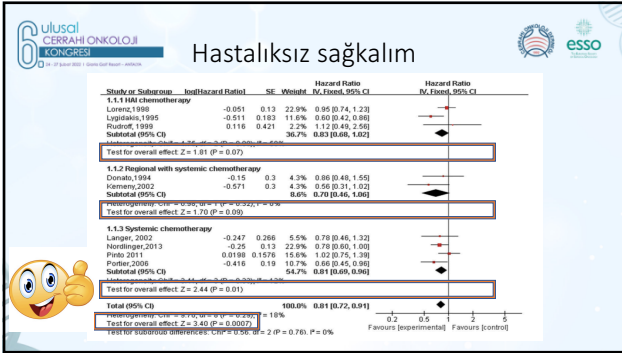 6. ulusal
CERRAHİ ONKOLOJİ
KONGRESİ
Hastalıksız sağkalım
esso
Hazard Ratio Hazard Ratio
Study or Subgroup log[Hazard Ratio] SE Weight IV, Fixed, 95% CI IV, Fixed, 95% CI
1.1.1 HAI chemotherapy
Lorenz,1998 -0.051 0.13 22.9% 0.95 [0.74, 1.23]
Lygidakis,1995 -0.511 0.183 11.6% 0.60 [0.42, 0.86]
Rudroff, 1999 0.116 0.421 2.2% 1.12 [0.49, 2.56]
Subtotal (95% CI) 36.7% 0.83 [0.68, 1.02]
Test for overall effect: Z = 1.81 (P = 0.07)
1.1.2 Regional with systemic chemotherapy
Donato,1994 -0.15 0.3 4.3% 0.86 [0.48, 1.55]
Kemeny,2002 -0.571 0.3 4.3% 0.56 [0.31, 1.02]
Subtotal (95% CI) 8.6% 0.70 [0.46, 1.06]
Test for overall effect: Z = 1.70 (P = 0.09)
1.1.3 Systemic chemotherapy
Langer, 2002 -0.247 0.266 5.5% 0.78 [0.46, 1.32]
Nordlinger,2013 -0.25 0.13 22.9% 0.78 [0.60, 1.00]
Pinto 2011 0.0198 0.1576 15.6% 1.02 [0.75, 1.39]
Portier,2006 -0.416 0.19 10.7% 0.66 [0.45, 0.96]
Subtotal (95% CI) 54.7% 0.81 [0.69, 0.96]
Test for overall effect: Z = 2.44 (P = 0.01)
Total (95% CI) 100.0% 0.81 [0.72, 0.91]
Test for overall effect: Z = 3.40 (P = 0.0007)
Test for subgroup differences: Chi² = 0.56, df = 2 (P = 0.76), I² = 0%
0.2 0.5 1 2 5
Favours [experimental] Favours [control]